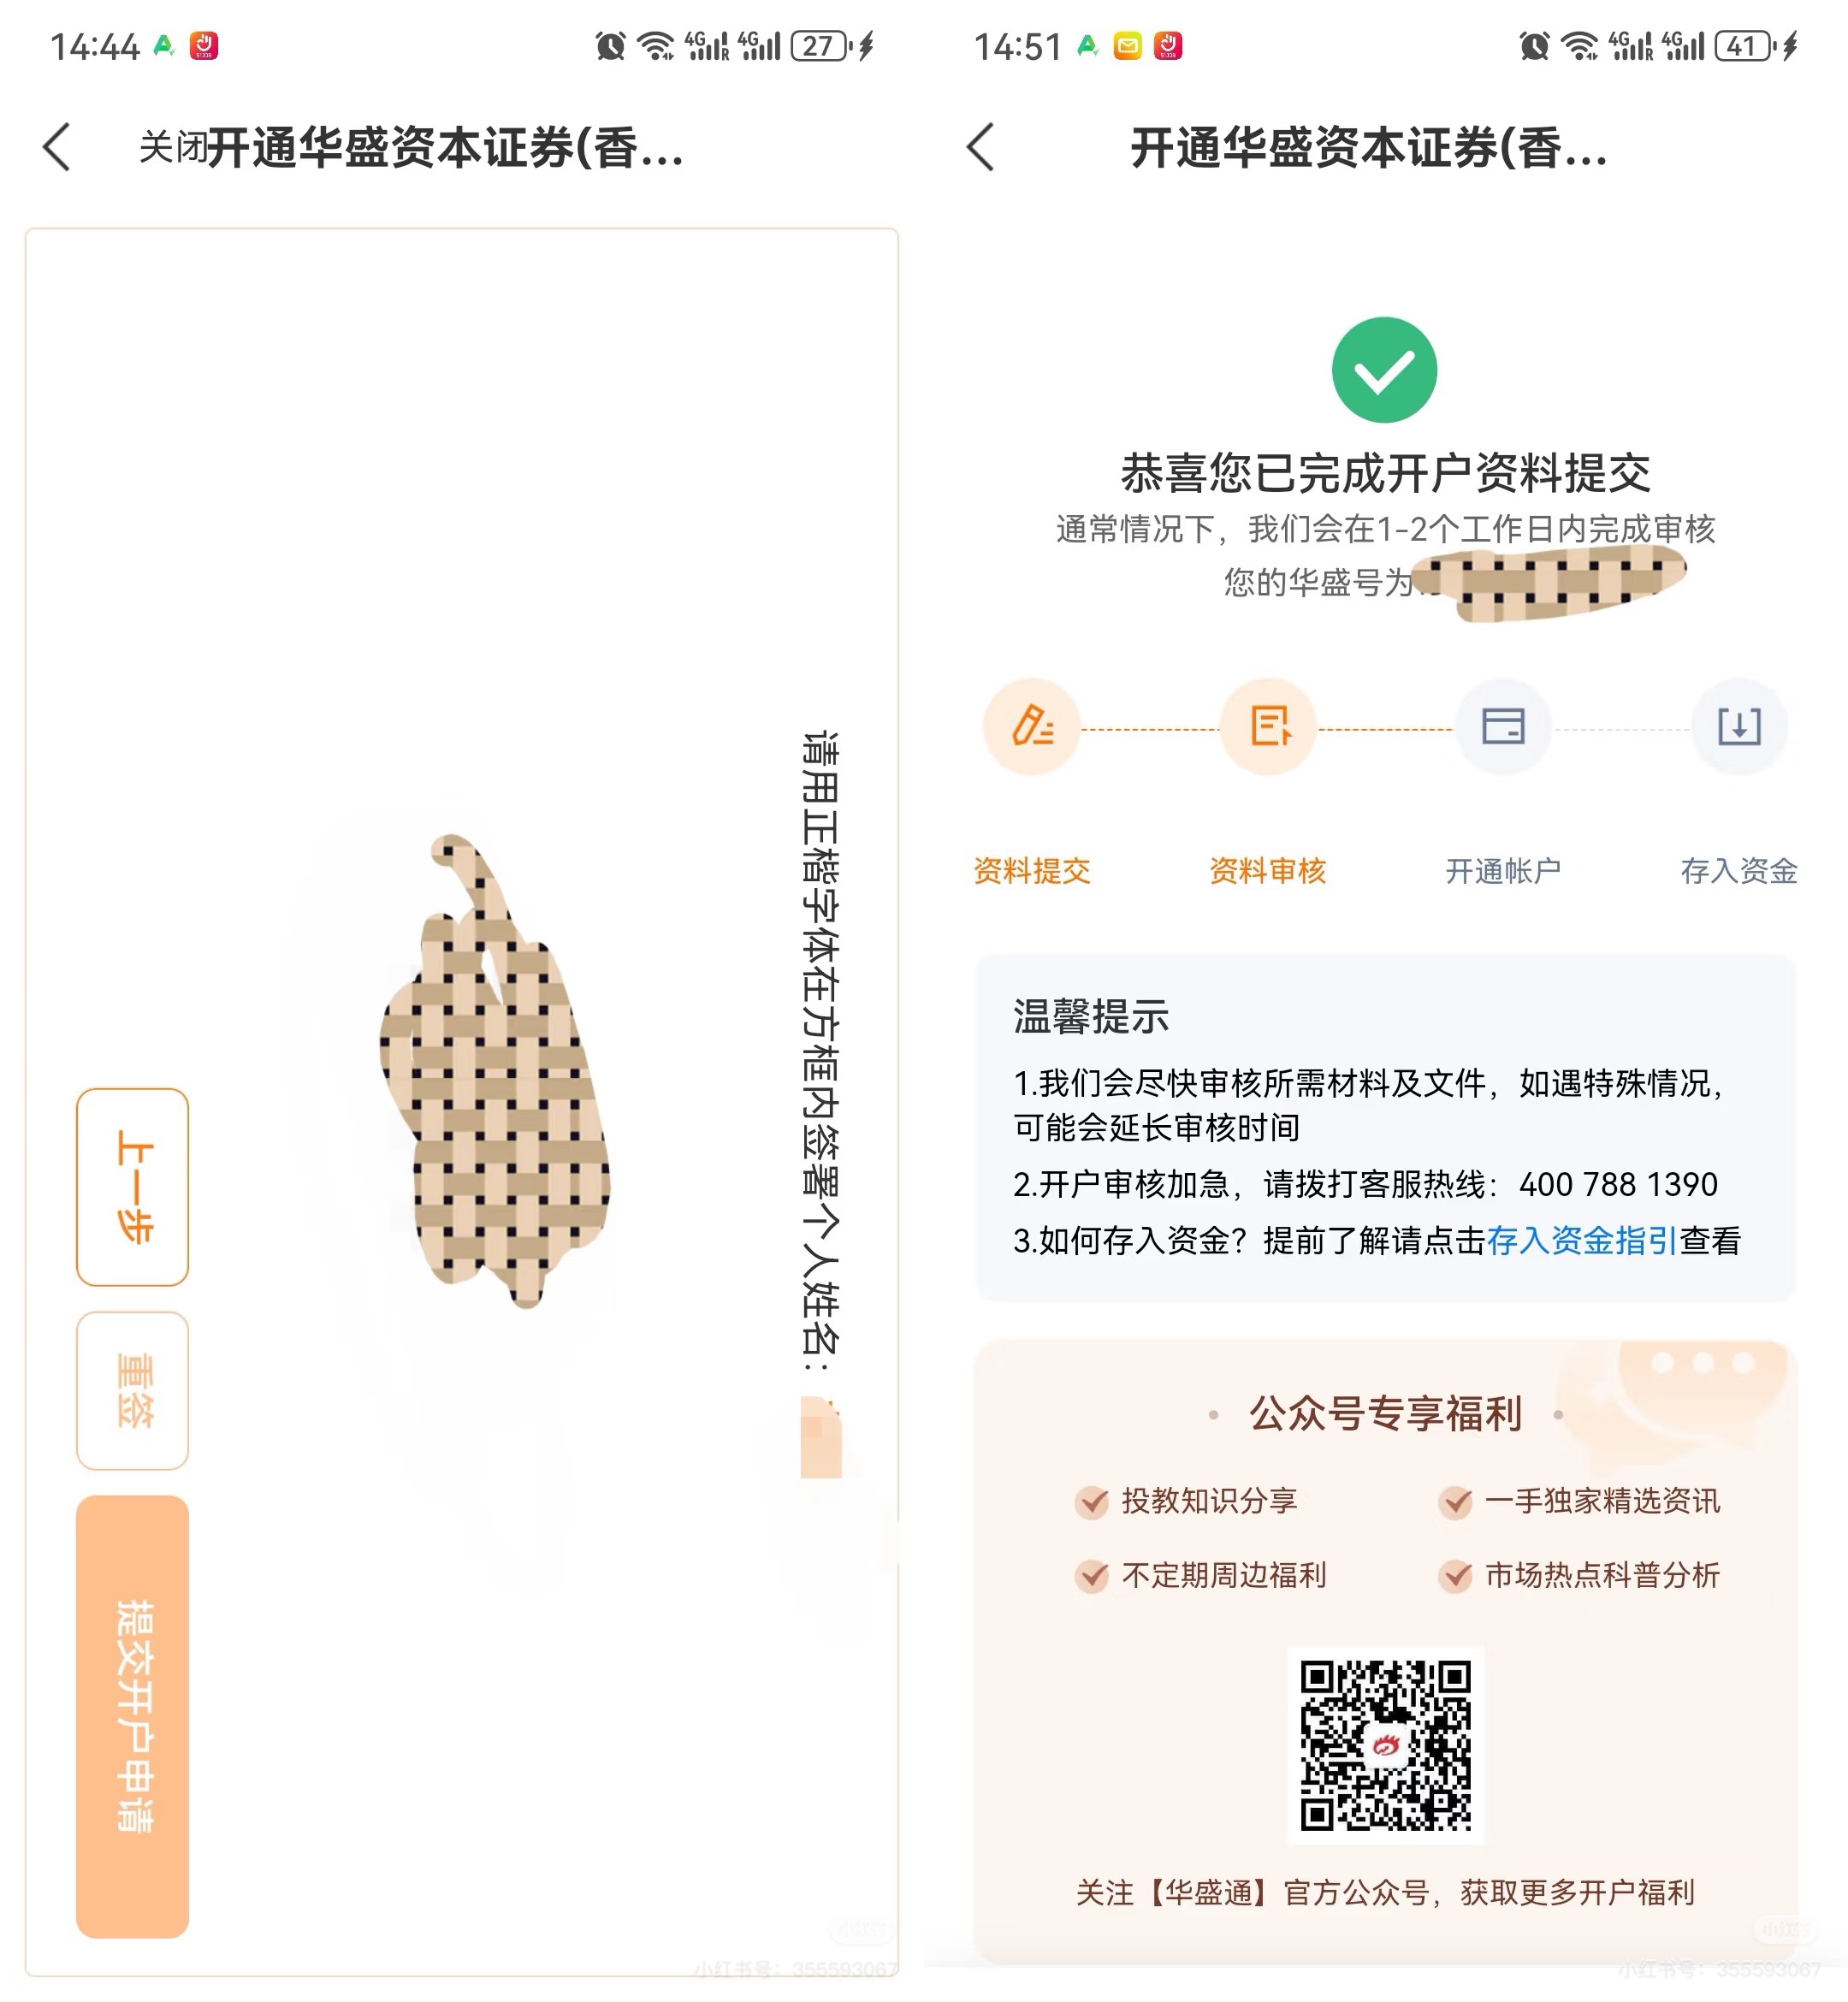 14:44
4G
R
4G
27
关闭
开通华盛资本证券(香...
请用正楷字体在方框内签署个人姓名：
上一步
重签
提交开户申请
小红书号：355593067
14:51
4G
R
4G
41
开通华盛资本证券(香...
恭喜您已完成开户资料提交
通常情况下，我们会在1-2个工作日内完成审核
您的华盛号为
资料提交
资料审核
开通帐户
存入资金
温馨提示
1.我们会尽快审核所需材料及文件，如遇特殊情况，
可能会延长审核时间
2.开户审核加急，请拨打客服热线：400 788 1390
3.如何存入资金？提前了解请点击存入资金指引查看
公众号专享福利
投教知识分享
一手独家精选资讯
不定期周边福利
市场热点科普分析
关注【华盛通】官方公众号，获取更多开户福利
小红书号：355593067